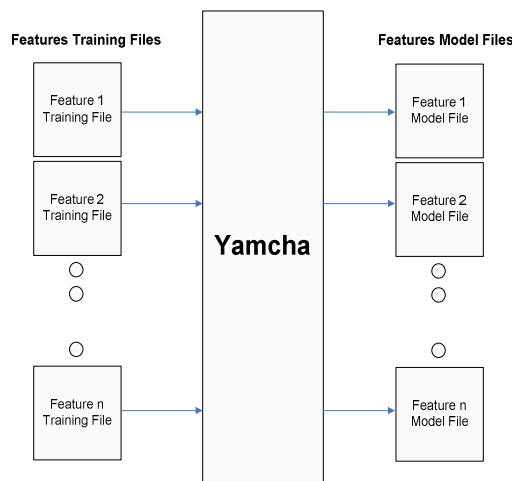 Features Training Files
Features Model Files
Feature 1
Training File
Feature 1
Model File
Feature 2
Training File
Feature 2
Model File
Yamcha
Feature n
Training File
Feature n
Model File